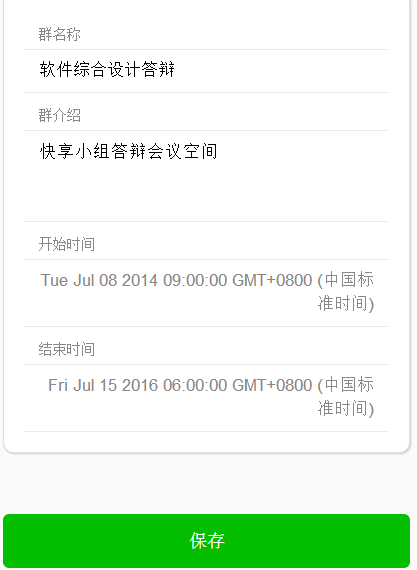 群名称
软件综合设计答辩
群介绍
快享小组答辩会议空间
开始时间
Tue Jul 08 2014 09:00:00 GMT+0800 (中国标
准时间)
结束时间
Fri Jul 15 2016 06:00:00 GMT+0800 (中国标
准时间)
保存